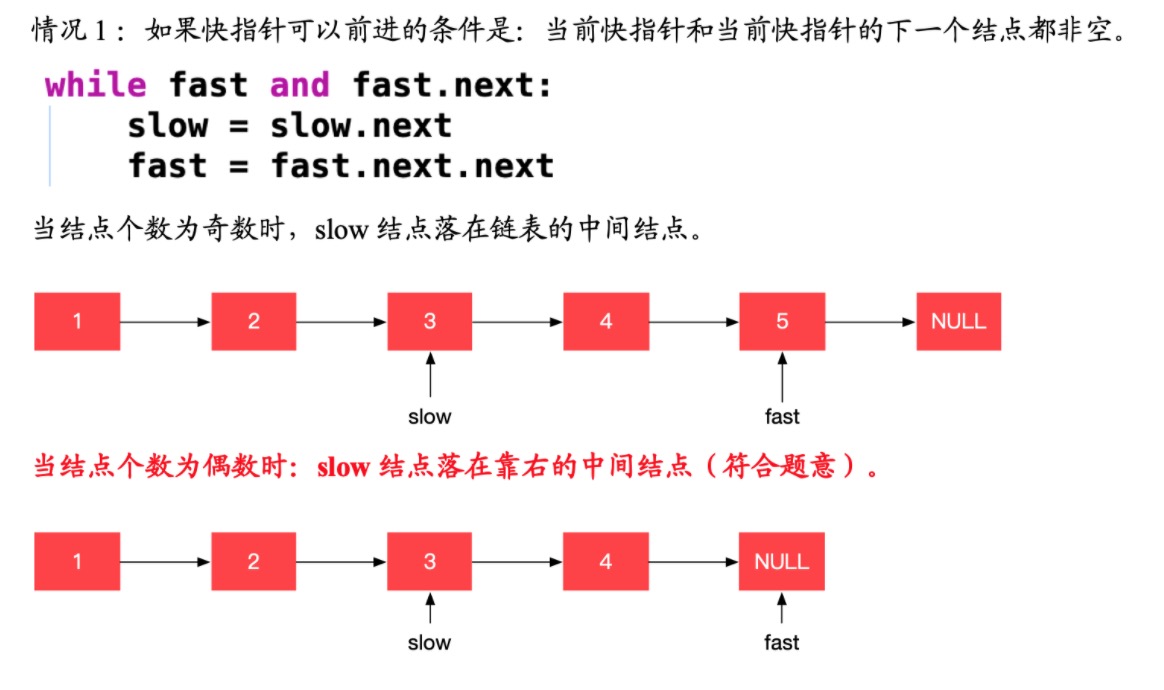 情况 1：如果快指针可以前进的条件是：当前快指针和当前快指针的下一个结点都非空。
while fast and fast.next:
    slow = slow.next
    fast = fast.next.next
当结点个数为奇数时，slow 结点落在链表的中间结点。
1 2 3 4 5 NULL
slow fast
当结点个数为偶数时：slow 结点落在靠右的中间结点（符合题意）。
1 2 3 4 NULL
slow fast